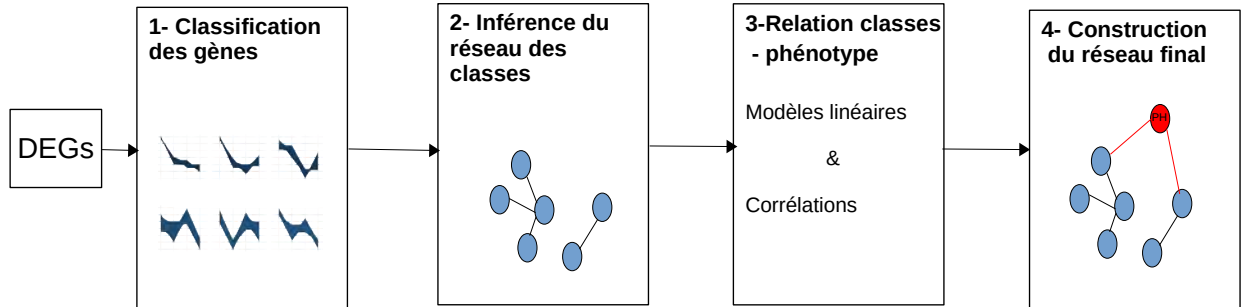 DEGs
1- Classification
des gènes
2- Inférence du
réseau des
classes
3-Relation classes
- phénotype
Modèles linéaires
&
Corrélations
4- Construction
du réseau final
PH